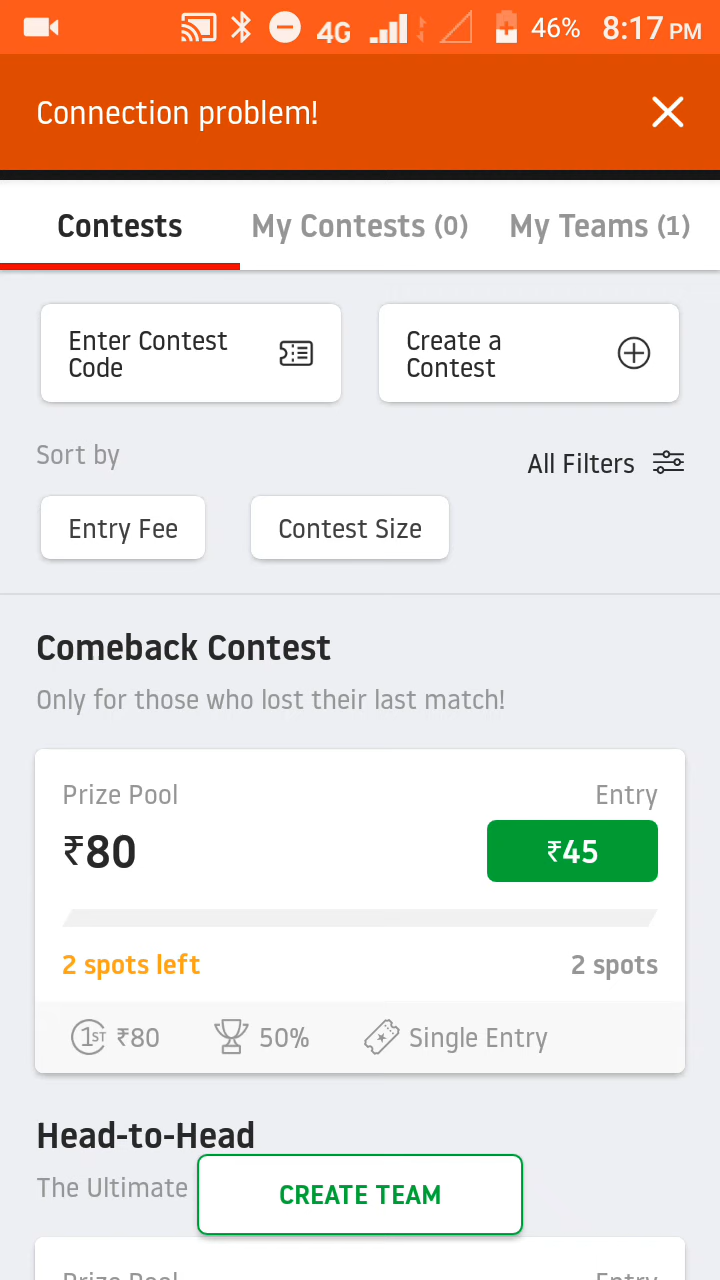 4G 46% 8:17 PM
Connection problem!
Contests My Contests (0) My Teams (1)
Enter Contest Code
Create a Contest
Sort by
All Filters
Entry Fee Contest Size
Comeback Contest
Only for those who lost their last match!
Prize Pool Entry
₹80 ₹45
2 spots left 2 spots
1ST ₹80 50% Single Entry
Head-to-Head
The Ultimate
CREATE TEAM
Prize Pool Entry